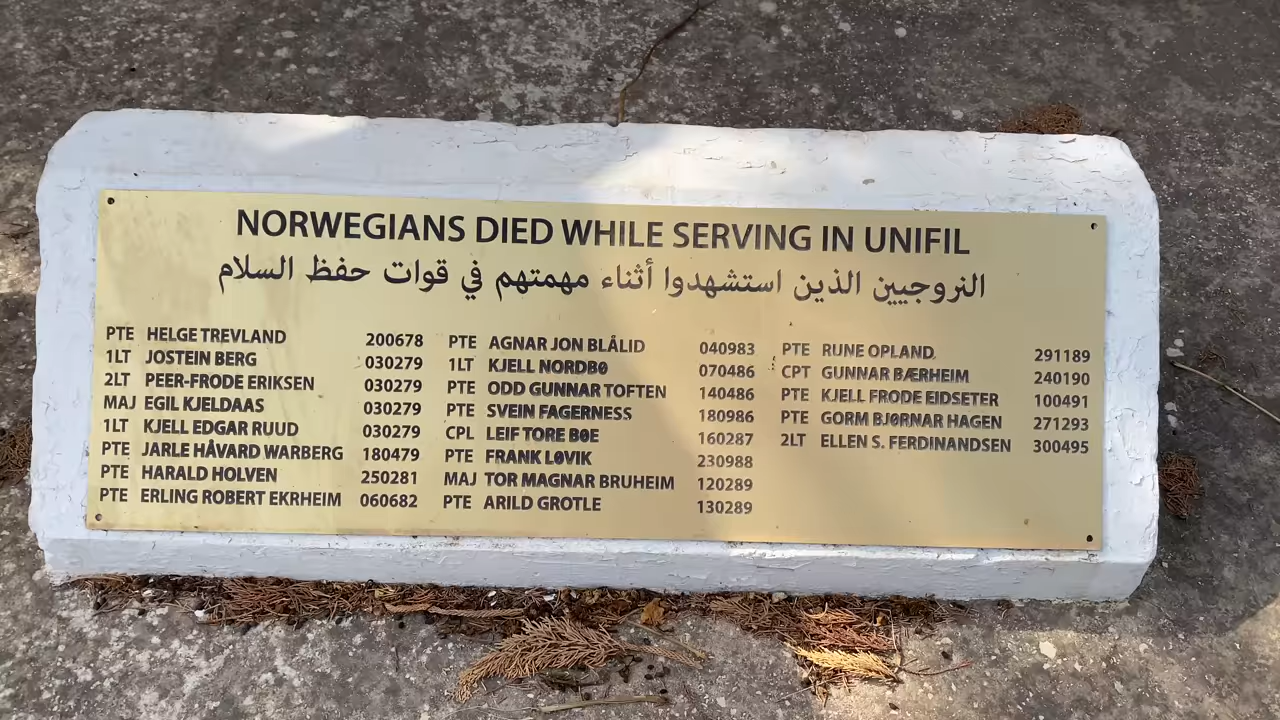 NORWEGIANS DIED WHILE SERVING IN UNIFIL
النروجيين الذين استشهدوا أثناء مهمتهم في قوات حفظ السلام
PTE HELGE TREVLAND 200678
1LT JOSTEIN BERG 030279
2LT PEER-FRODE ERIKSEN 030279
MAJ EGIL KJELDAAS 030279
1LT KJELL EDGAR RUUD 030279
PTE JARLE HÅVARD WARBERG 180479
PTE HARALD HOLVEN 250281
PTE ERLING ROBERT EKRHEIM 060682
PTE AGNAR JON BLÅLID 040983
1LT KJELL NORDBØ 070486
PTE ODD GUNNAR TOFTEN 140486
PTE SVEIN FAGERNESS 180986
CPL LEIF TORE BØE 160287
PTE FRANK LØVIK 230988
MAJ TOR MAGNAR BRUHEIM 120289
PTE ARILD GROTLE 130289
PTE RUNE OPLAND, 291189
CPT GUNNAR BÆRHEIM 240190
PTE KJELL FRODE EIDSETER 100491
PTE GORM BJØRNAR HAGEN 271293
2LT ELLEN S. FERDINANDSEN 300495